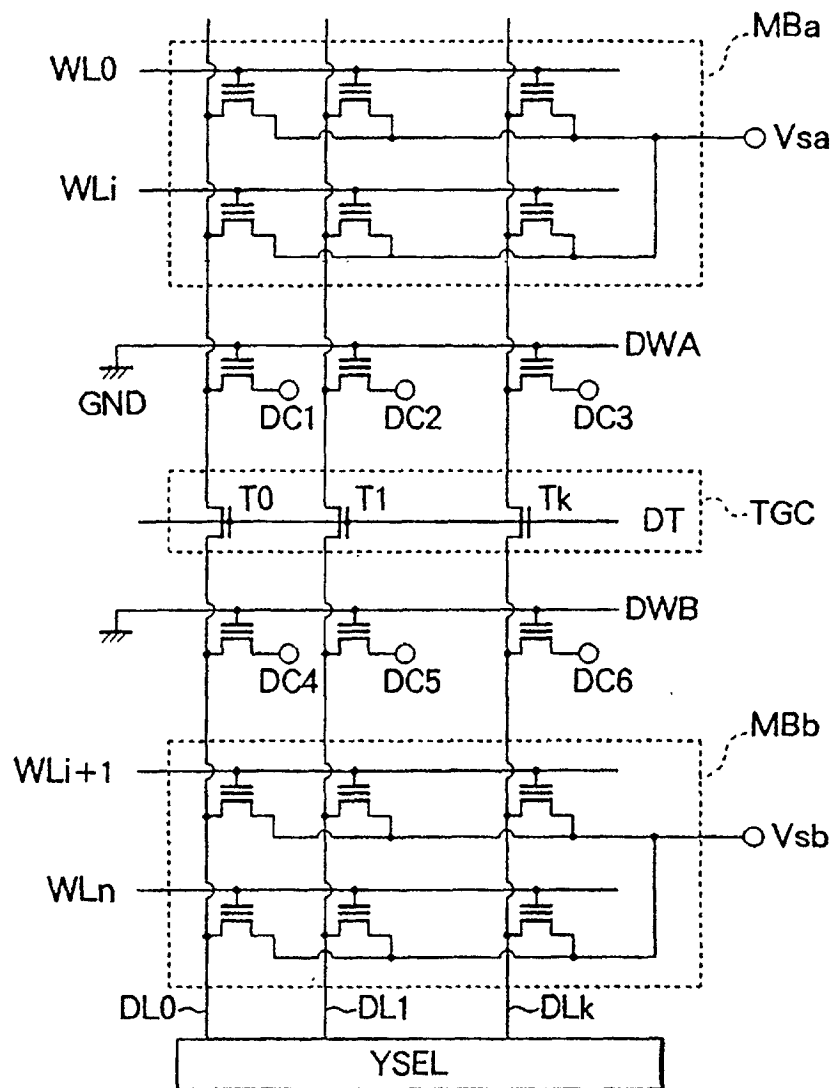 MBa
WL0
Vsa
WLi
DWA
GND
DC1 DC2 DC3
T0 T1 Tk
DT
TGC
DWB
DC4 DC5 DC6
MBb
WLi+1
Vsb
WLn
DL0 DL1 DLk
YSEL